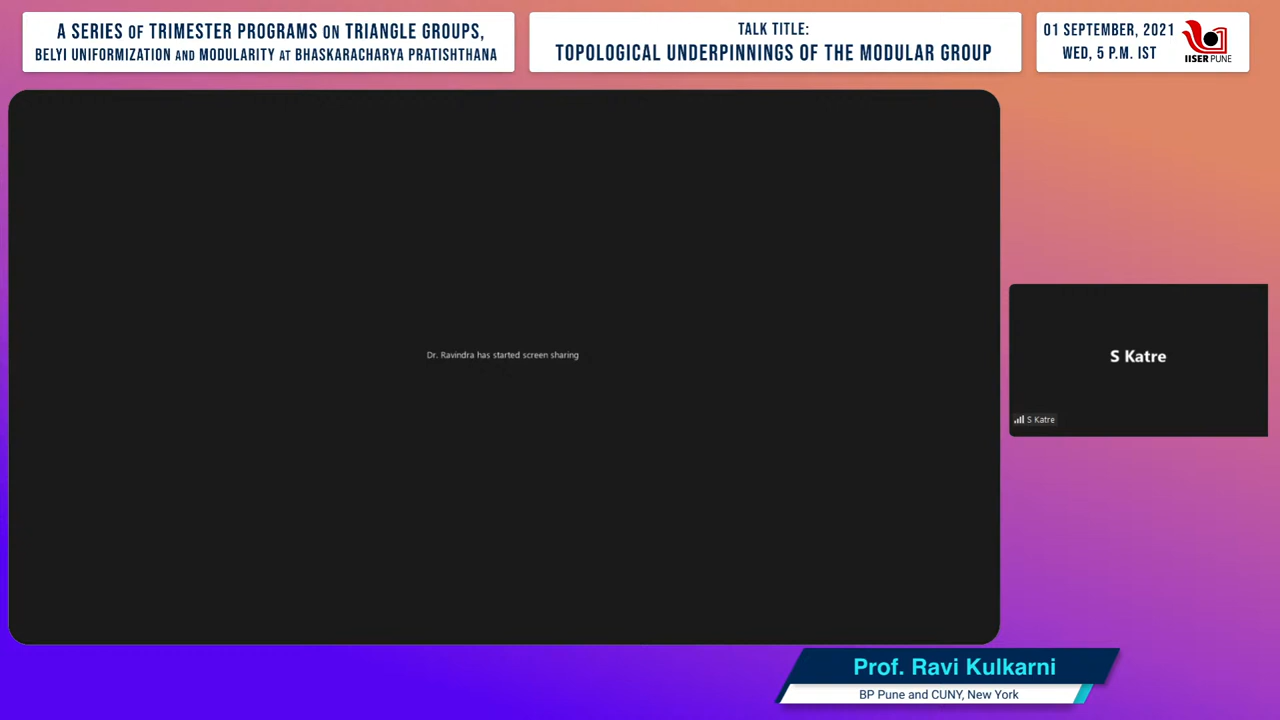 A SERIES OF TRIMESTER PROGRAMS ON TRIANGLE GROUPS,
BELYI UNIFORMIZATION AND MODULARITY AT BHASKARACHARYA PRATISHTHANA
TALK TITLE:
TOPOLOGICAL UNDERPINNINGS OF THE MODULAR GROUP
01 SEPTEMBER, 2021
WED, 5 P.M. IST
IISER PUNE
Dr. Ravindra has started screen sharing
S Katre
S Katre
Prof. Ravi Kulkarni
BP Pune and CUNY, New York